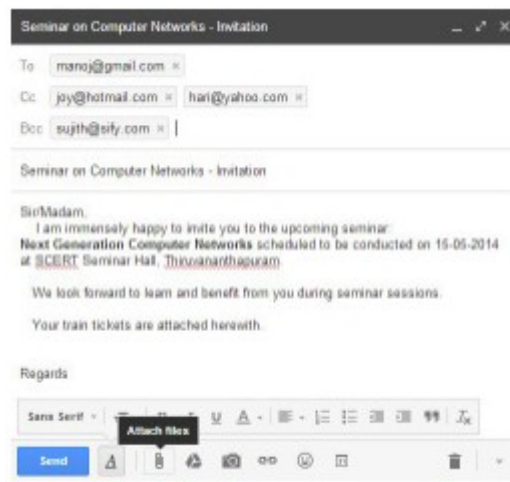 Seminar on Computer Networks - Invitation
To manoj@gmail.com ×
Cc joy@hotmail.com × hari@yahoo.com ×
Bcc sujith@sify.com ×
Seminar on Computer Networks - Invitation
Sir/Madam,
I am immensely happy to invite you to the upcoming seminar
Next Generation Computer Networks scheduled to be conducted on 15-05-2014
at SCERT Seminar Hall, Thiruvananthapuram.
We look forward to learn and benefit from you during seminar sessions.
Your train tickets are attached herewith.
Regards
Sans Serif U A
Attach files
Send A